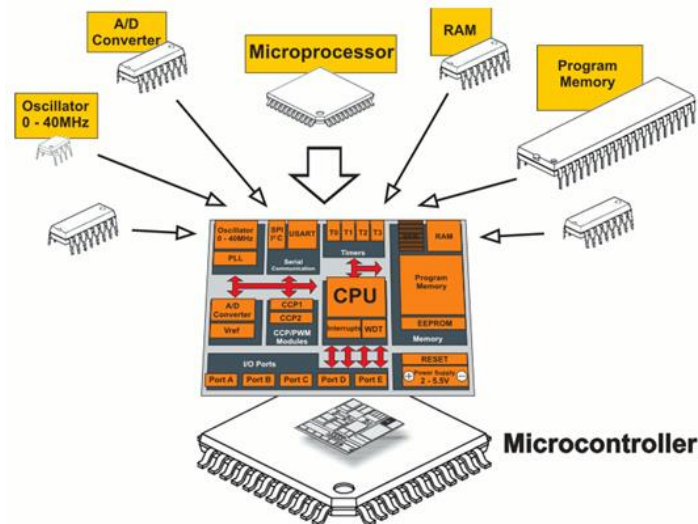 A/D
Converter
Microprocessor
RAM
Program
Memory
Oscillator
0 - 40MHz
Oscillator
0 - 40MHz
PLL
SPI
I²C
USART
Serial
Communication
T0 T1 T2 T3
Timers
RAM
Program
Memory
EEPROM
Memory
A/D
Converter
Vref
CCP1
CCP2
CCP/PWM
Modules
CPU
Interrupts
WDT
I/O Ports
Port A
Port B
Port C
Port D
Port E
RESET
Power Supply
2 - 5.5V
+
-
Microcontroller